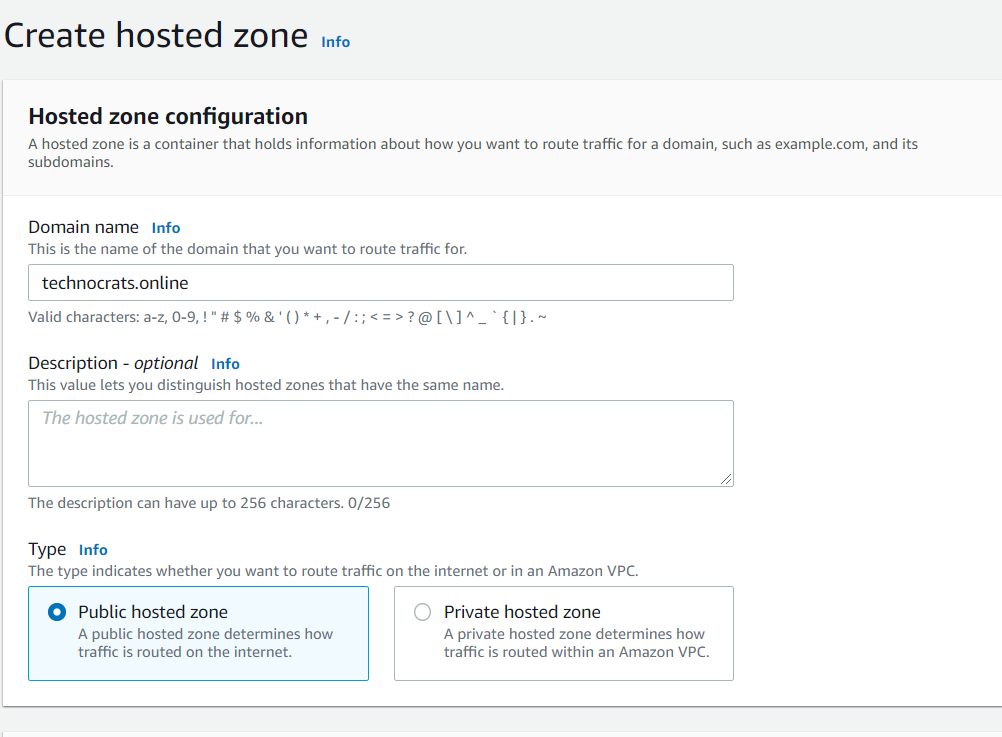 Create hosted zone Info
Hosted zone configuration
A hosted zone is a container that holds information about how you want to route traffic for a domain, such as example.com, and its
subdomains.
Domain name Info
This is the name of the domain that you want to route traffic for.
technocrats.online
Valid characters: a-z, 0-9, ! " # $ % & ' ( ) * + , - / : ; < = > ? @ [ \ ] ^ _ ` { | } . ~
Description - optional Info
This value lets you distinguish hosted zones that have the same name.
The hosted zone is used for...
The description can have up to 256 characters. 0/256
Type Info
The type indicates whether you want to route traffic on the internet or in an Amazon VPC.
Public hosted zone
A public hosted zone determines how
traffic is routed on the internet.
Private hosted zone
A private hosted zone determines how
traffic is routed within an Amazon VPC.